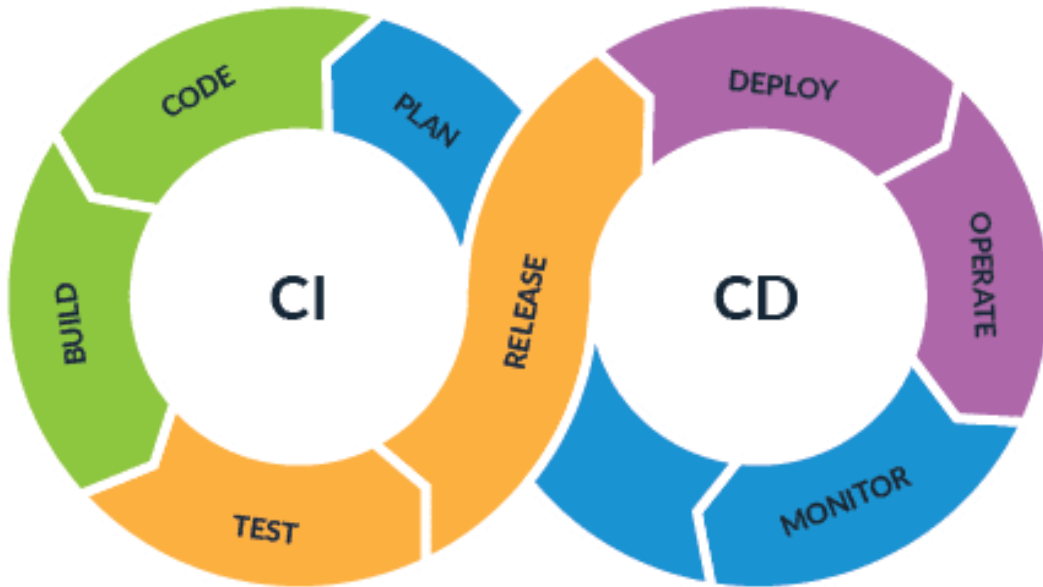 PLAN
CODE
BUILD
TEST
RELEASE
DEPLOY
OPERATE
MONITOR
CI
CD